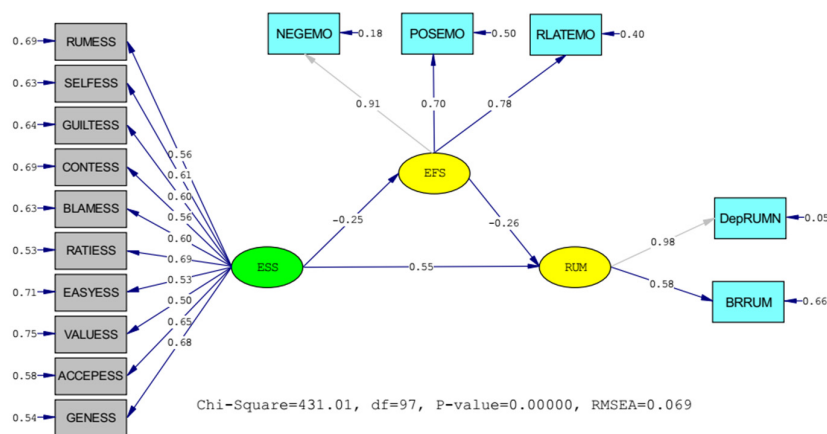 NEGEMO 0.18 POSEMO 0.50 RLATEMO 0.40
0.69 RUMESS
0.63 SELFESS
0.64 GUILTESS
0.69 CONTESS
0.63 BLAMESS
0.53 RATIESS
0.71 EASYESS
0.75 VALUESS
0.58 ACCEPESS
0.54 GENESS
0.56
0.61
0.60
0.56
0.60
0.69
0.53
0.50
0.65
0.68
ESS
0.91 0.70 0.78
EFS
-0.25 -0.26
0.55
RUM
0.98 DepRUMN 0.05
0.58 BRRUM 0.66
Chi-Square=431.01, df=97, P-value=0.00000, RMSEA=0.069